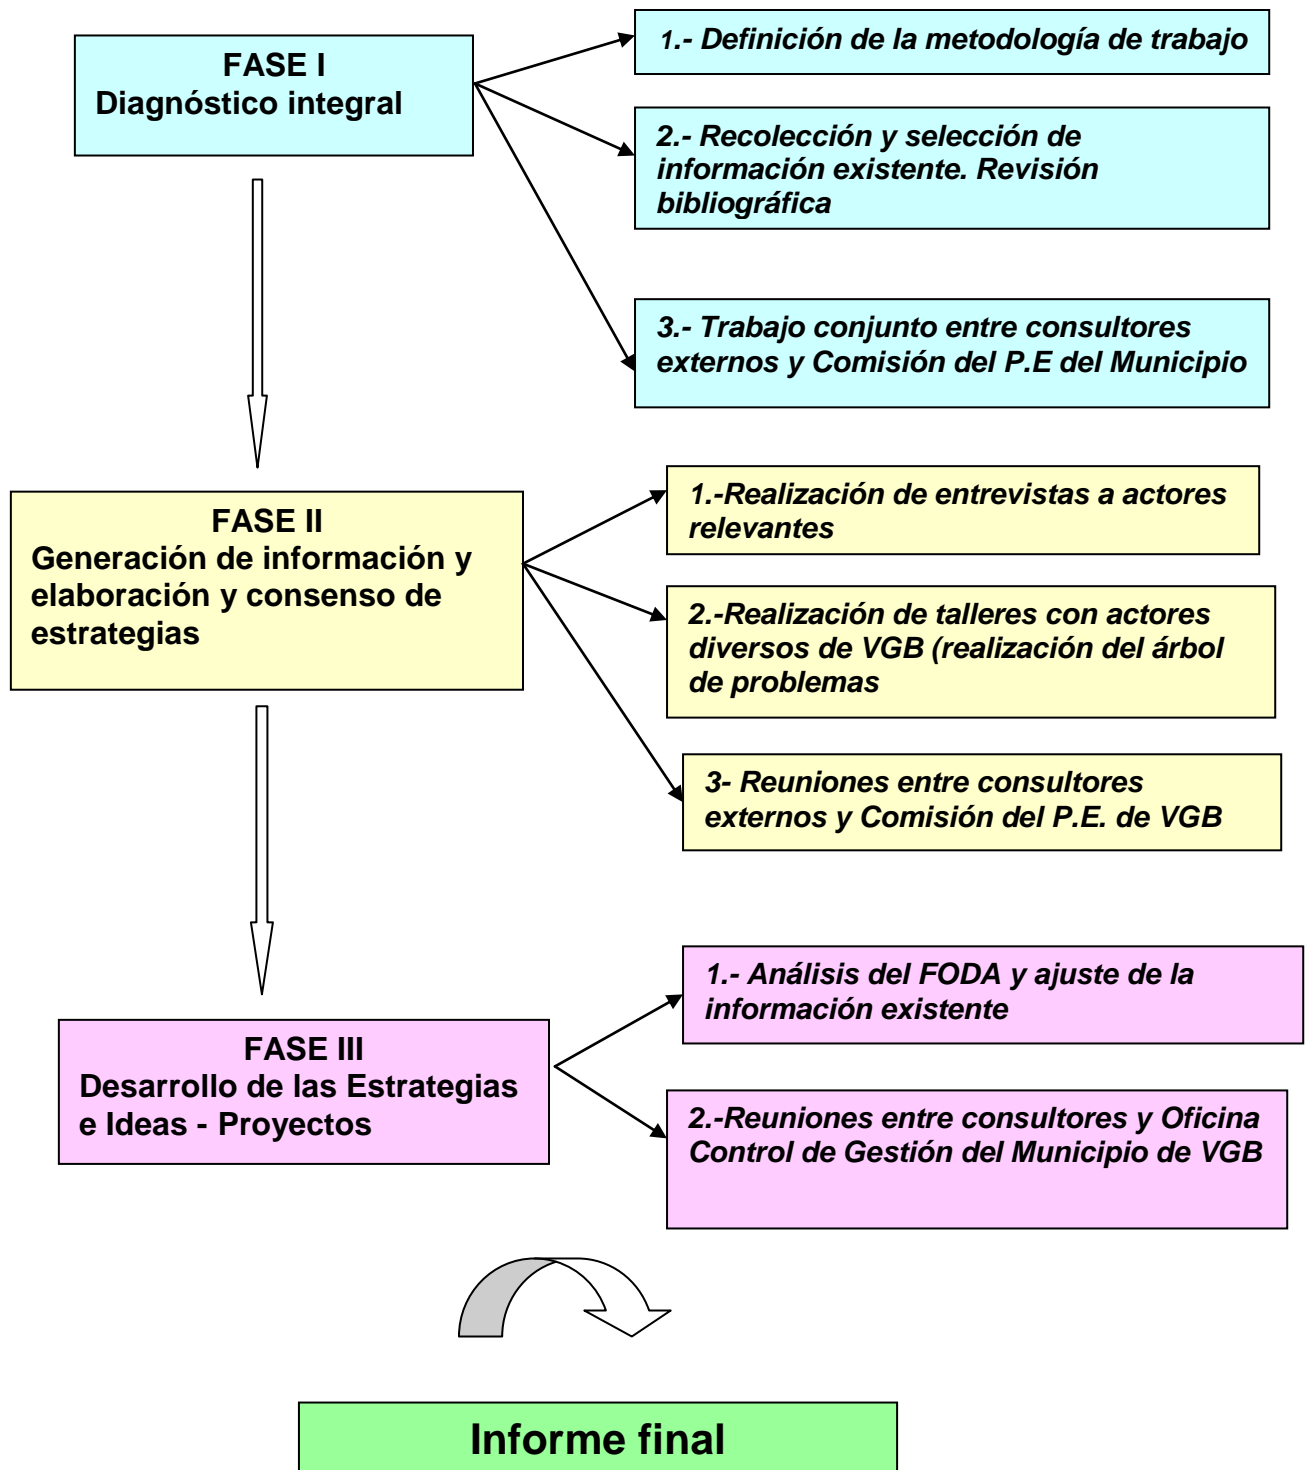 FASE I
Diagnóstico integral
1.- Definición de la metodología de trabajo
2.- Recolección y selección de
información existente. Revisión
bibliográfica
3.- Trabajo conjunto entre consultores
externos y Comisión del P.E del Municipio
FASE II
Generación de información y
elaboración y consenso de
estrategias
1.-Realización de entrevistas a actores
relevantes
2.-Realización de talleres con actores
diversos de VGB (realización del árbol
de problemas
3- Reuniones entre consultores
externos y Comisión del P.E. de VGB
FASE III
Desarrollo de las Estrategias
e Ideas - Proyectos
1.- Análisis del FODA y ajuste de la
información existente
2.-Reuniones entre consultores y Oficina
Control de Gestión del Municipio de VGB
Informe final